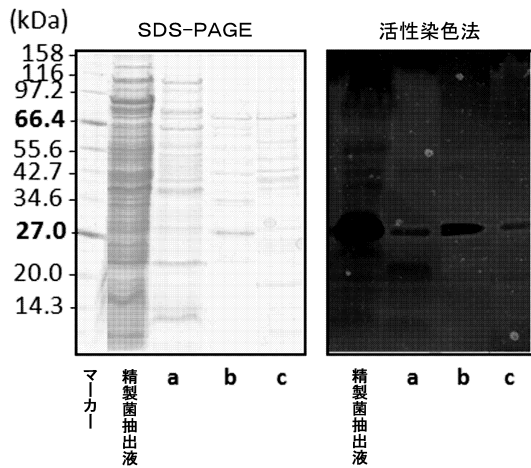 (kDa)
SDS-PAGE
活性染色法
158
116
97.2
66.4
55.6
42.7
34.6
27.0
20.0
14.3
マーカー
精製菌抽出液
a
b
c
精製菌抽出液
a
b
c